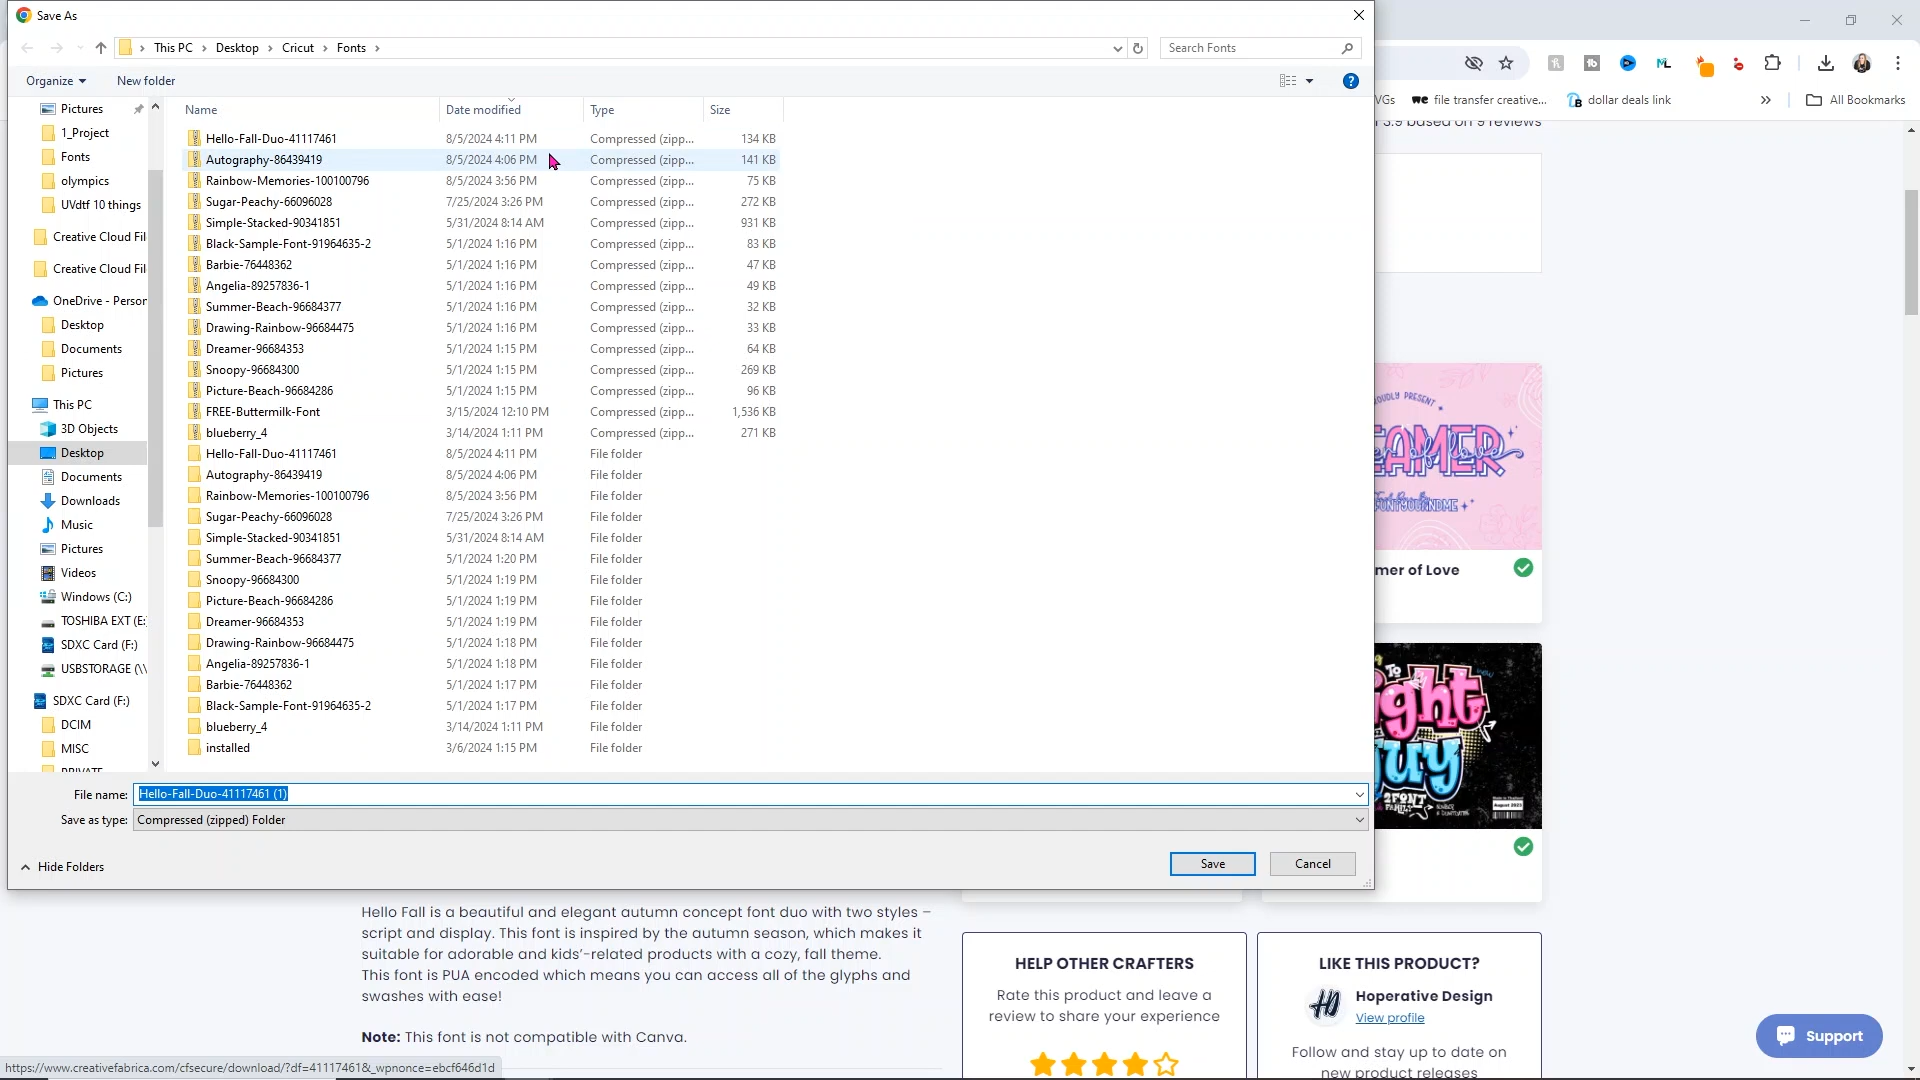 Save As
This PC > Desktop > Cricut > Fonts >
Search Fonts
Organize New folder
Name Date modified Type Size
Hello-Fall-Duo-41117461 8/5/2024 4:11 PM Compressed (zipp... 134 KB
Autography-86439419 8/5/2024 4:06 PM Compressed (zipp... 141 KB
Rainbow-Memories-100100796 8/5/2024 3:56 PM Compressed (zipp... 75 KB
Sugar-Peachy-66096028 7/25/2024 3:26 PM Compressed (zipp... 272 KB
Simple-Stacked-90341851 5/31/2024 8:14 AM Compressed (zipp... 931 KB
Black-Sample-Font-91964635-2 5/1/2024 1:16 PM Compressed (zipp... 83 KB
Barbie-76448362 5/1/2024 1:16 PM Compressed (zipp... 47 KB
Angelia-89257836-1 5/1/2024 1:16 PM Compressed (zipp... 49 KB
Summer-Beach-96684377 5/1/2024 1:16 PM Compressed (zipp... 32 KB
Drawing-Rainbow-96684475 5/1/2024 1:16 PM Compressed (zipp... 33 KB
Dreamer-96684353 5/1/2024 1:15 PM Compressed (zipp... 64 KB
Snoopy-96684300 5/1/2024 1:15 PM Compressed (zipp... 269 KB
Picture-Beach-96684286 5/1/2024 1:15 PM Compressed (zipp... 96 KB
FREE-Buttermilk-Font 3/15/2024 12:10 PM Compressed (zipp... 1,536 KB
blueberry_4 3/14/2024 1:11 PM Compressed (zipp... 271 KB
Hello-Fall-Duo-41117461 8/5/2024 4:11 PM File folder
Autography-86439419 8/5/2024 4:06 PM File folder
Rainbow-Memories-100100796 8/5/2024 3:56 PM File folder
Sugar-Peachy-66096028 7/25/2024 3:26 PM File folder
Simple-Stacked-90341851 5/31/2024 8:14 AM File folder
Summer-Beach-96684377 5/1/2024 1:20 PM File folder
Snoopy-96684300 5/1/2024 1:19 PM File folder
Picture-Beach-96684286 5/1/2024 1:19 PM File folder
Dreamer-96684353 5/1/2024 1:19 PM File folder
Drawing-Rainbow-96684475 5/1/2024 1:18 PM File folder
Angelia-89257836-1 5/1/2024 1:18 PM File folder
Barbie-76448362 5/1/2024 1:17 PM File folder
Black-Sample-Font-91964635-2 5/1/2024 1:17 PM File folder
blueberry_4 3/14/2024 1:11 PM File folder
installed 3/6/2024 1:15 PM File folder
Pictures
1_Project
Fonts
olympics
UVdtf 10 things
Creative Cloud Fil
Creative Cloud Fil
OneDrive - Person
Desktop
Documents
Pictures
This PC
3D Objects
Desktop
Documents
Downloads
Music
Pictures
Videos
Windows (C:)
TOSHIBA EXT (E:
SDXC Card (F:)
USBSTORAGE (\\
SDXC Card (F:)
DCIM
MISC
PRIVATE
File name: Hello-Fall-Duo-41117461 (1)
Save as type: Compressed (zipped) Folder
Hide Folders
Save Cancel
VGs we file transfer creative... dollar deals link » All Bookmarks
3.9 based on 9 reviews
mer of Love
Hello Fall is a beautiful and elegant autumn concept font duo with two styles –
script and display. This font is inspired by the autumn season, which makes it
suitable for adorable and kids’-related products with a cozy, fall theme.
This font is PUA encoded which means you can access all of the glyphs and
swashes with ease!
Note: This font is not compatible with Canva.
HELP OTHER CRAFTERS
Rate this product and leave a
review to share your experience
LIKE THIS PRODUCT?
Hoperative Design
View profile
Follow and stay up to date on
new product releases
Support
https://www.creativefabrica.com/cfsecure/download/?df=41117461&_wpnonce=ebcf646d1d